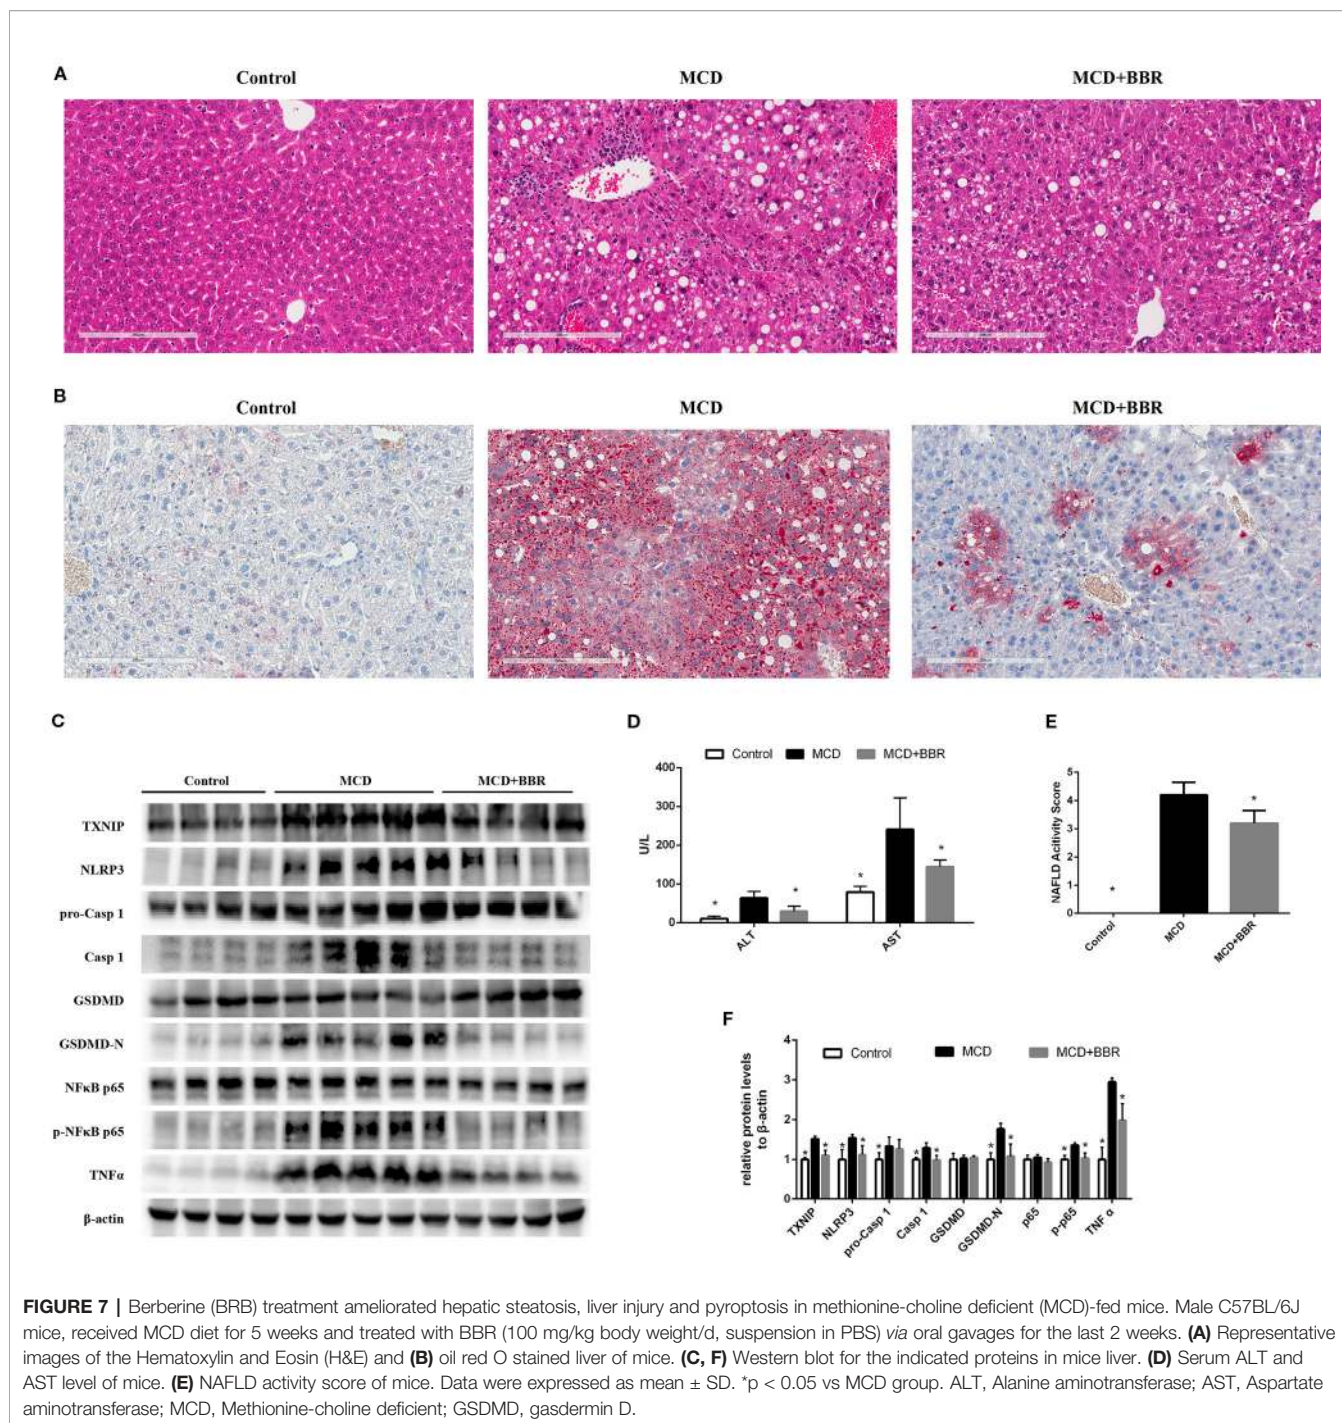 A
Control
MCD
MCD+BBR
B
Control
MCD
MCD+BBR
C
Control
MCD
MCD+BBR
TXNIP
NLRP3
pro-Casp 1
Casp 1
GSDMD
GSDMD-N
NFκB p65
p-NFκB p65
TNFα
β-actin
D
Control
MCD
MCD+BBR
U/L
400
300
200
100
0
*
*
*
*
ALT
AST
E
NAFLD Acitivity Score
5
4
3
2
1
0
*
*
Control
MCD
MCD+BBR
F
Control
MCD
MCD+BBR
relative protein levels
to β-actin
4
3
2
1
0
* * * * * * * * * * * * *
TXNIP
NLRP3
pro-Casp 1
Casp 1
GSDMD
GSDMD-N
p65
p-p65
TNF α
FIGURE 7 | Berberine (BRB) treatment ameliorated hepatic steatosis, liver injury and pyroptosis in methionine-choline deficient (MCD)-fed mice. Male C57BL/6J
mice, received MCD diet for 5 weeks and treated with BBR (100 mg/kg body weight/d, suspension in PBS) via oral gavages for the last 2 weeks. (A) Representative
images of the Hematoxylin and Eosin (H&E) and (B) oil red O stained liver of mice. (C, F) Western blot for the indicated proteins in mice liver. (D) Serum ALT and
AST level of mice. (E) NAFLD activity score of mice. Data were expressed as mean ± SD. *p < 0.05 vs MCD group. ALT, Alanine aminotransferase; AST, Aspartate
aminotransferase; MCD, Methionine-choline deficient; GSDMD, gasdermin D.